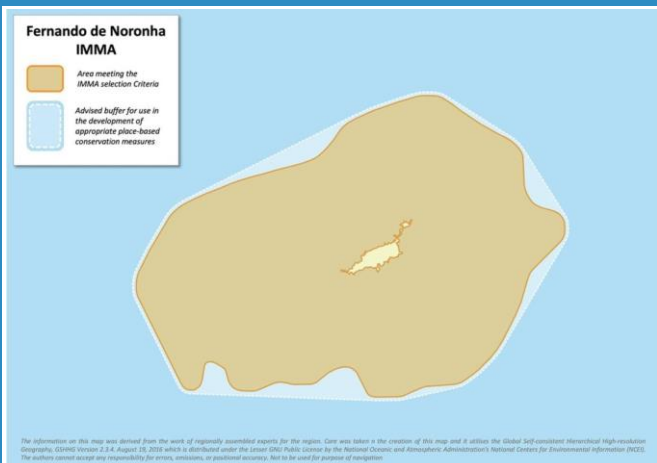 Fernando de Noronha
IMMA
Area meeting the
IMMA selection Criteria
Advised buffer for use in
the development of
appropriate place-based
conservation measures
The information on this map was derived from the work of regionally assembled experts for the region. Care was taken n the creation of this map and it utilises the Global Self-consistent Hierarchical High-resolution
Geography, GSHHG Version 2.3.4, August 19, 2016 which is distributed under the Lesser GNU Public License by the National Oceanic and Atmospheric Administration's National Centers for Environmental Information (NCEI).
The authors cannot accept any responsibility for errors, emissions, or positional accuracy. Not to be used for purpose of navigation